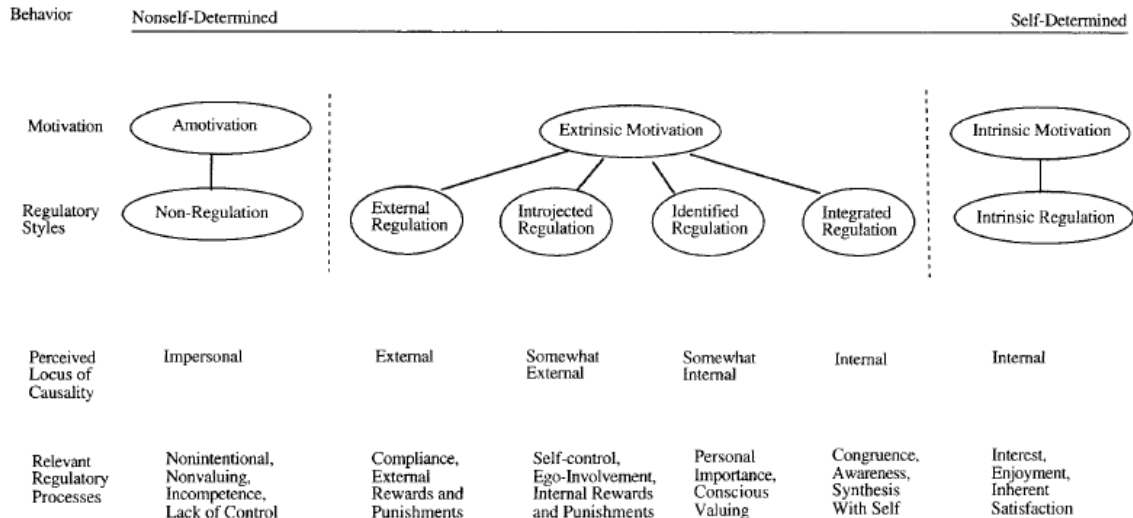 Behavior
Nonself-Determined
Self-Determined
Motivation
Amotivation
Extrinsic Motivation
Intrinsic Motivation
Regulatory
Styles
Non-Regulation
External
Regulation
Introjected
Regulation
Identified
Regulation
Integrated
Regulation
Intrinsic Regulation
Perceived
Locus of
Causality
Impersonal
External
Somewhat
External
Somewhat
Internal
Internal
Internal
Relevant
Regulatory
Processes
Nonintentional,
Nonvaluing,
Incompetence,
Lack of Control
Compliance,
External
Rewards and
Punishments
Self-control,
Ego-Involvement,
Internal Rewards
and Punishments
Personal
Importance,
Conscious
Valuing
Congruence,
Awareness,
Synthesis
With Self
Interest,
Enjoyment,
Inherent
Satisfaction